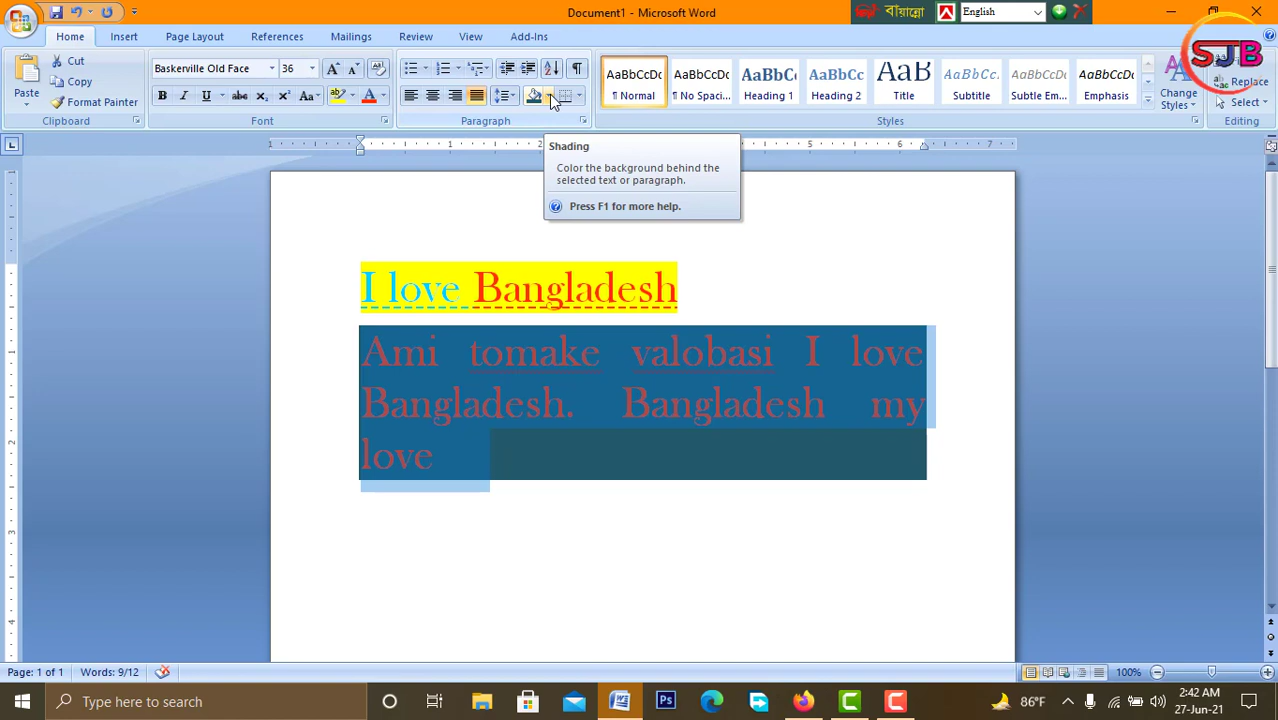 Document1 - Microsoft Word
বাঁয়ান্নো
English
Home
Insert
Page Layout
References
Mailings
Review
View
Add-Ins
SJB
Paste
Cut
Copy
Format Painter
Clipboard
Baskerville Old Face
36
Font
Paragraph
AaBbCcDc
¶ Normal
AaBbCcDc
¶ No Spaci...
AaBbCc
Heading 1
AaBbCc
Heading 2
AaB
Title
AaBbCc.
Subtitle
AaBbCcDc
Subtle Em...
AaBbCcDc
Emphasis
Change
Styles
Styles
Replace
Select
Editing
Shading
Color the background behind the
selected text or paragraph.
Press F1 for more help.
I love Bangladesh
Ami tomake valobasi I love
Bangladesh. Bangladesh my
love
Page: 1 of 1
Words: 9/12
100%
Type here to search
86°F
2:42 AM
27-Jun-21